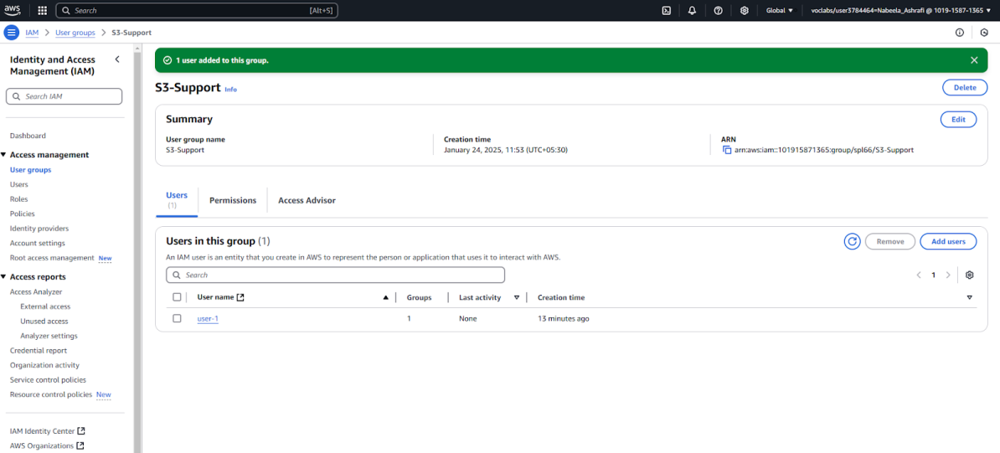 aws
Search [Alt+S]
Global ▼
voclabs/user3784464=Nabeela_Ashrafi @ 1019-1587-1365 ▼
IAM > User groups > S3-Support
Identity and Access
Management (IAM)
Search IAM
Dashboard
Access management
User groups
Users
Roles
Policies
Identity providers
Account settings
Root access management New
Access reports
Access Analyzer
External access
Unused access
Analyzer settings
Credential report
Organization activity
Service control policies
Resource control policies New
IAM Identity Center
AWS Organizations
1 user added to this group.
S3-Support Info
Delete
Summary
Edit
User group name
S3-Support
Creation time
January 24, 2025, 11:53 (UTC+05:30)
ARN
arn:aws:iam::101915871365:group/spl66/S3-Support
Users
(1)
Permissions
Access Advisor
Users in this group (1)
Remove
Add users
An IAM user is an entity that you create in AWS to represent the person or application that uses it to interact with AWS.
Search
< 1 >
User name Groups Last activity Creation time
user-1 1 None 13 minutes ago